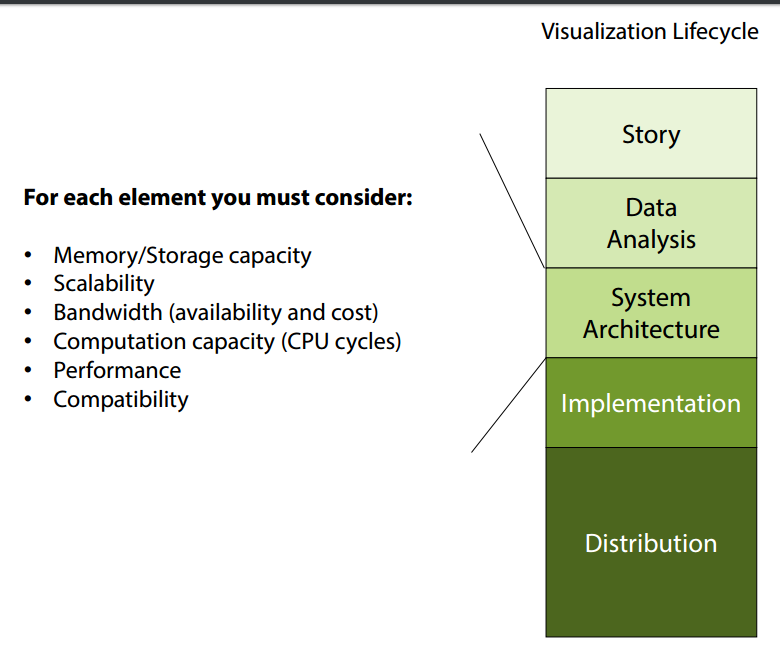 Visualization Lifecycle
For each element you must consider:
• Memory/Storage capacity
• Scalability
• Bandwidth (availability and cost)
• Computation capacity (CPU cycles)
• Performance
• Compatibility
Story
Data
Analysis
System
Architecture
Implementation
Distribution